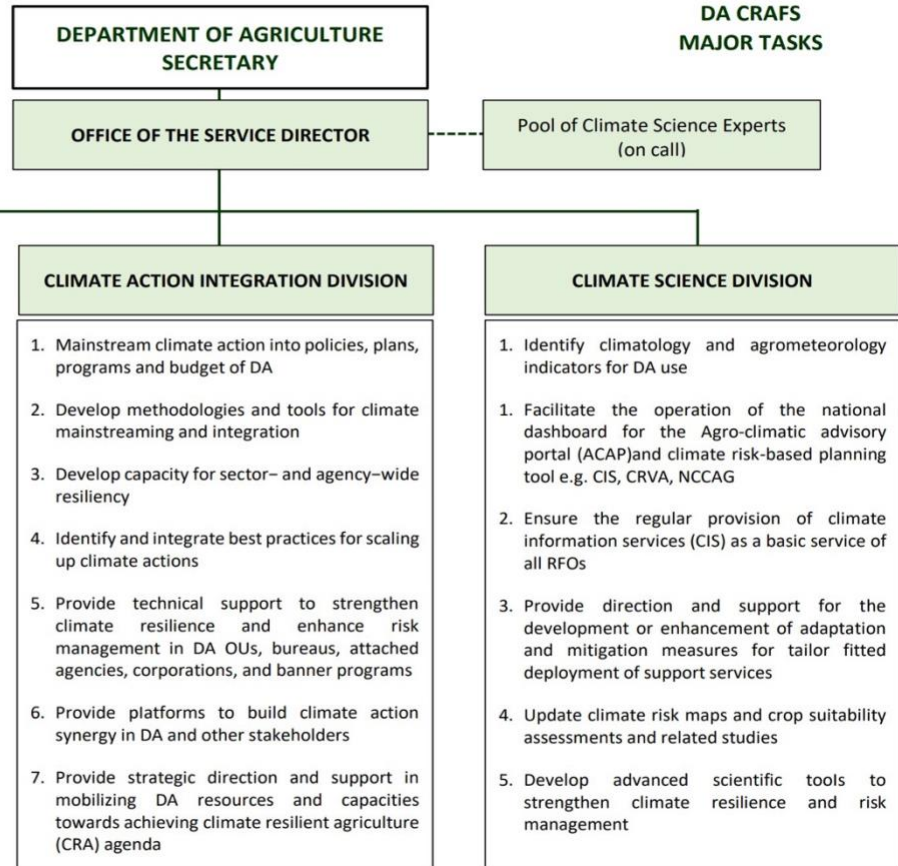 DA CRAFS
MAJOR TASKS
DEPARTMENT OF AGRICULTURE
SECRETARY
OFFICE OF THE SERVICE DIRECTOR
Pool of Climate Science Experts
(on call)
CLIMATE ACTION INTEGRATION DIVISION
1. Mainstream climate action into policies, plans,
programs and budget of DA
2. Develop methodologies and tools for climate
mainstreaming and integration
3. Develop capacity for sector– and agency–wide
resiliency
4. Identify and integrate best practices for scaling
up climate actions
5. Provide technical support to strengthen
climate resilience and enhance risk
management in DA OUs, bureaus, attached
agencies, corporations, and banner programs
6. Provide platforms to build climate action
synergy in DA and other stakeholders
7. Provide strategic direction and support in
mobilizing DA resources and capacities
towards achieving climate resilient agriculture
(CRA) agenda
CLIMATE SCIENCE DIVISION
1. Identify climatology and agrometeorology
indicators for DA use
1. Facilitate the operation of the national
dashboard for the Agro-climatic advisory
portal (ACAP)and climate risk-based planning
tool e.g. CIS, CRVA, NCCAG
2. Ensure the regular provision of climate
information services (CIS) as a basic service of
all RFOs
3. Provide direction and support for the
development or enhancement of adaptation
and mitigation measures for tailor fitted
deployment of support services
4. Update climate risk maps and crop suitability
assessments and related studies
5. Develop advanced scientific tools to
strengthen climate resilience and risk
management